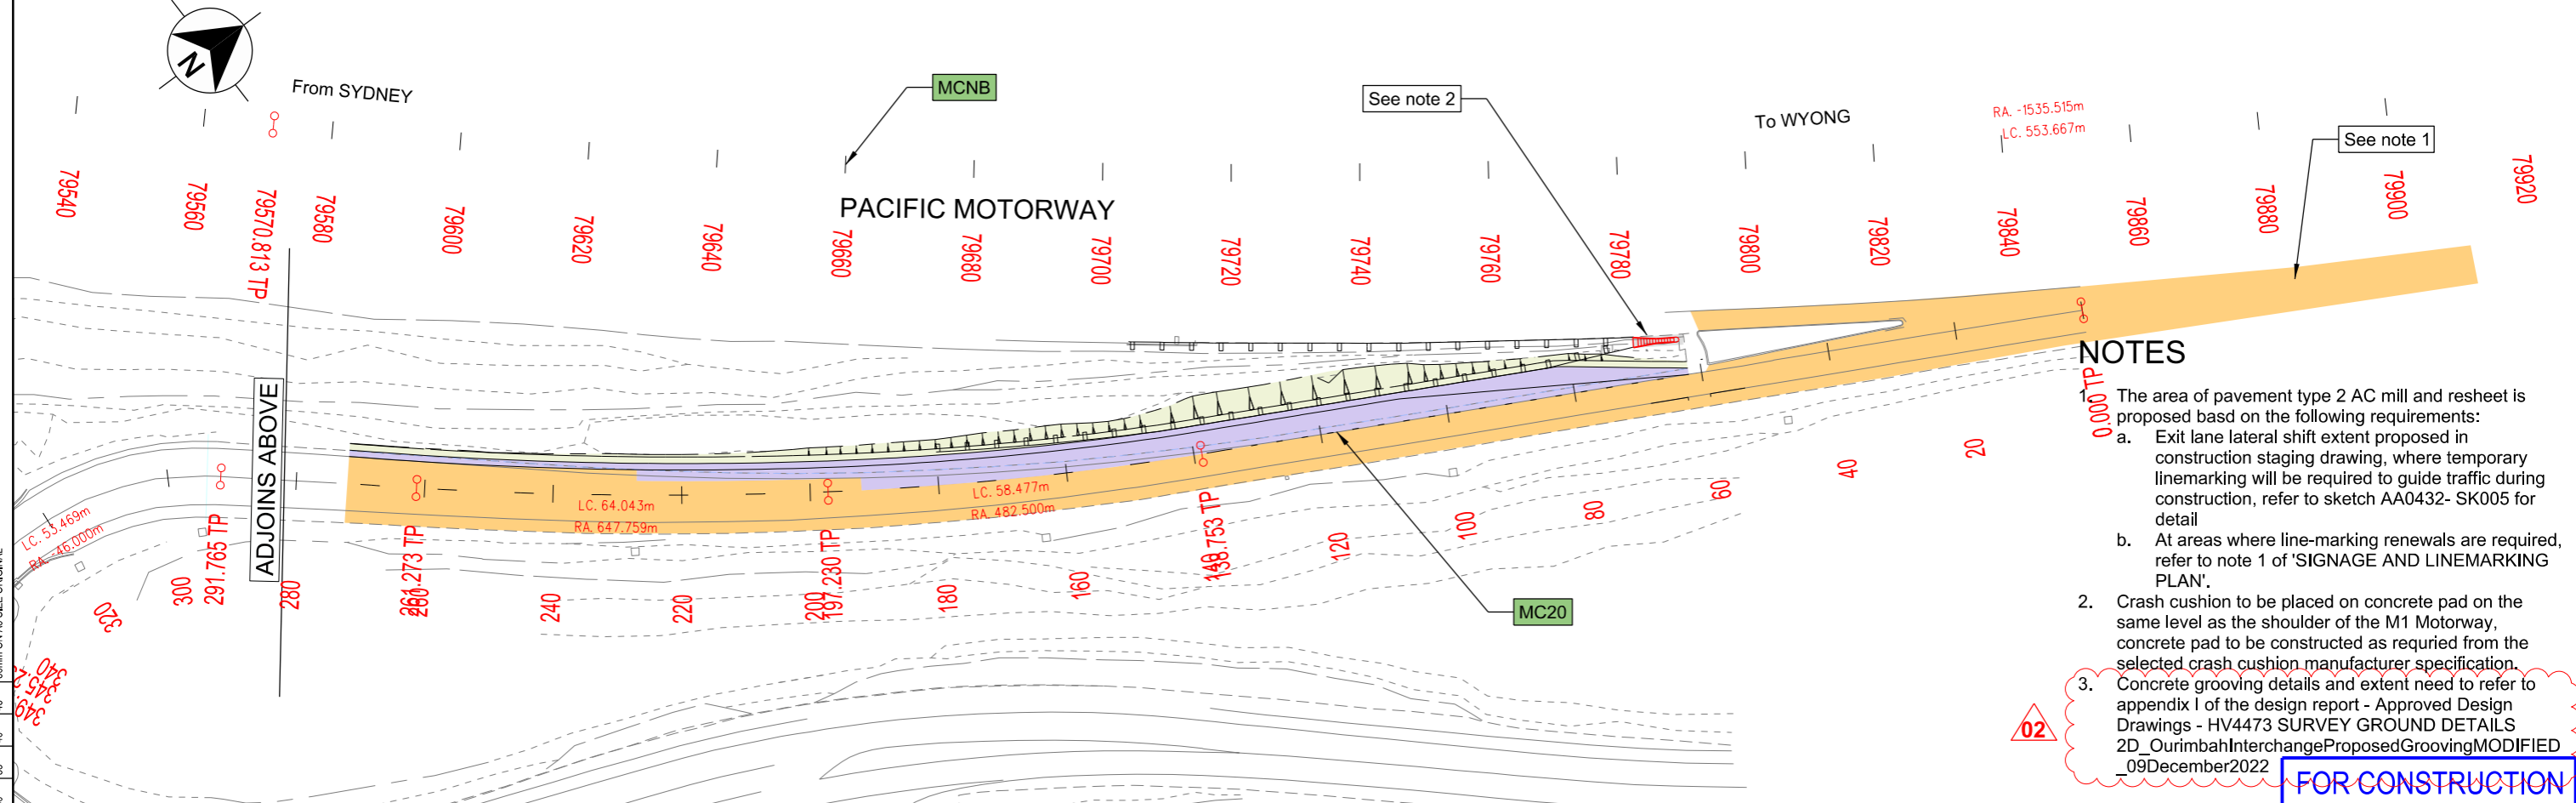 N
From SYDNEY
MCNB
See note 2
To WYONG
RA. -1535.515m
LC. 553.667m
See note 1
79540
79560
79570.813 TP
79580
79600
79620
79640
79660
79680
79700
79720
79740
79760
79780
79800
79820
79840
79860
79880
79900
79920
PACIFIC MOTORWAY
ADJOINS ABOVE
LC. 53.469m
RA. -46.000m
LC. 64.043m
RA. 647.759m
LC. 58.477m
RA. 482.500m
340
320
300
291.765 TP
280
261.273 TP
260
240
220
200
197.230 TP
180
160
140
138.753 TP
120
100
80
60
40
20
0.000 TP
MC20
NOTES
1. The area of pavement type 2 AC mill and resheet is
proposed basd on the following requirements:
a. Exit lane lateral shift extent proposed in
construction staging drawing, where temporary
linemarking will be required to guide traffic during
construction, refer to sketch AA0432- SK005 for
detail
b. At areas where line-marking renewals are required,
refer to note 1 of 'SIGNAGE AND LINEMARKING
PLAN'.
2. Crash cushion to be placed on concrete pad on the
same level as the shoulder of the M1 Motorway,
concrete pad to be constructed as requried from the
selected crash cushion manufacturer specification.
3. Concrete grooving details and extent need to refer to
appendix I of the design report - Approved Design
Drawings - HV4473 SURVEY GROUND DETAILS
2D_OurimbahInterchangeProposedGroovingMODIFIED
_09December2022
02
FOR CONSTRUCTION